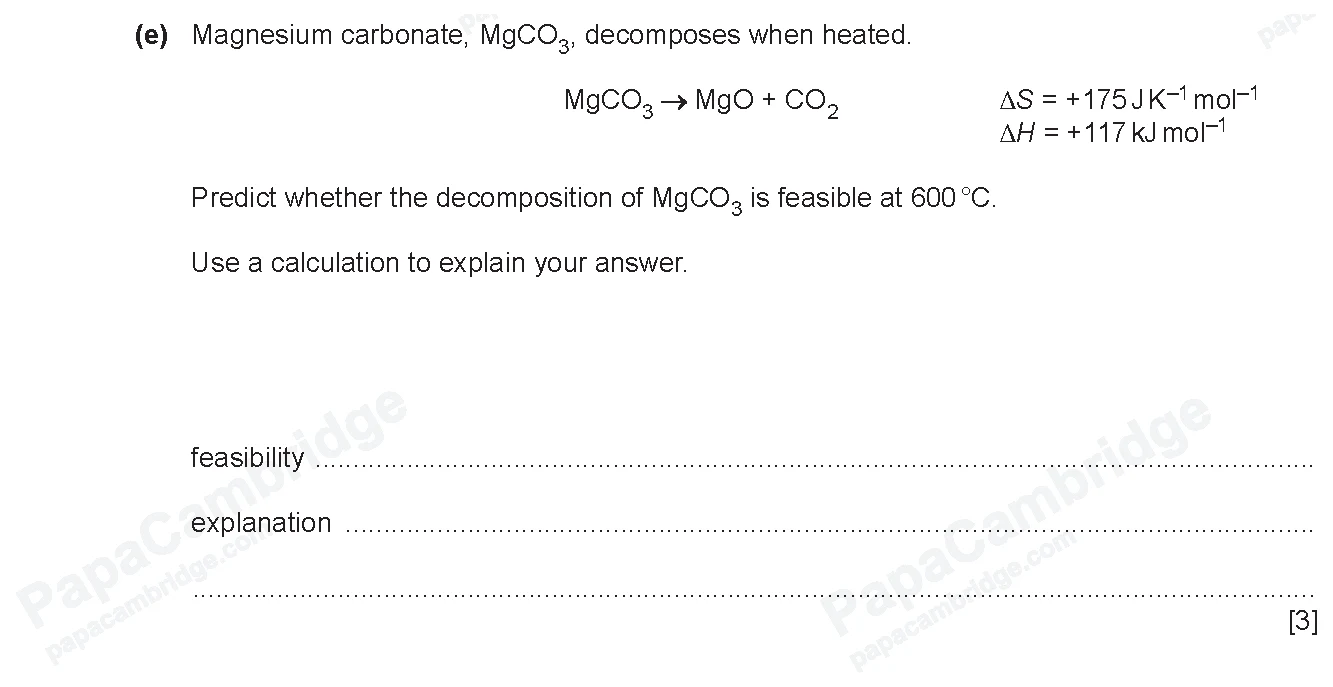 (e) Magnesium carbonate, MgCO₃, decomposes when heated.
MgCO₃ → MgO + CO₂ ΔS = +175 J K⁻¹ mol⁻¹
ΔH = +117 kJ mol⁻¹
Predict whether the decomposition of MgCO₃ is feasible at 600 °C.
Use a calculation to explain your answer.
feasibility ....................................................................................................
explanation ....................................................................................................
....................................................................................................
[3]
PapaCambridge
papacambridge.com
PapaCambridge
papacambridge.com